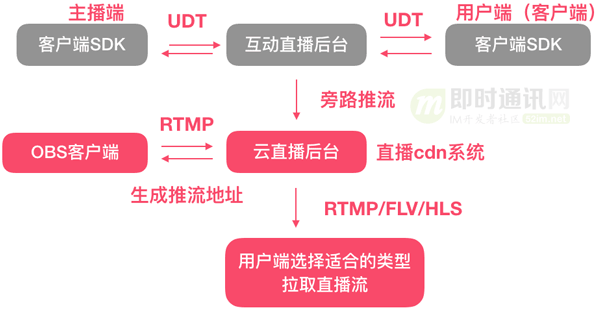 主播端
UDT
UDT
用户端（客户端）
客户端SDK
互动直播后台
客户端SDK
旁路推流
即时通讯网
IM开发者社区
52im.net
RTMP
OBS客户端
云直播后台
直播cdn系统
生成推流地址
RTMP/FLV/HLS
用户端选择适合的类型
拉取直播流